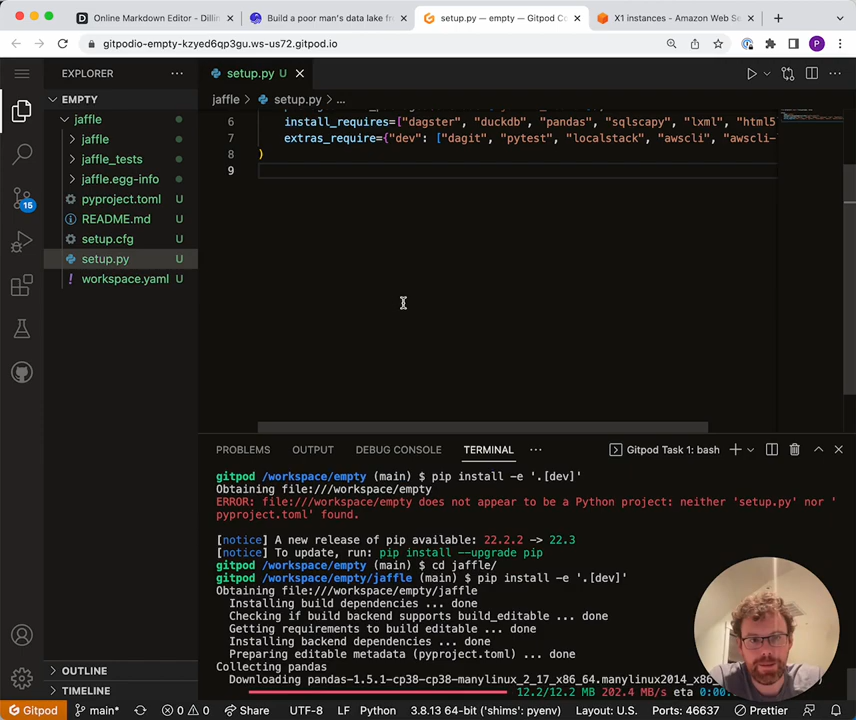 Online Markdown Editor - Dillin
Build a poor man's data lake fr
setup.py — empty — Gitpod Co
X1 instances - Amazon Web Se
gitpodio-empty-kzyed6qp3gu.ws-us72.gitpod.io
P
EXPLORER
setup.py U
EMPTY
jaffle > setup.py > ...
jaffle
jaffle
jaffle_tests
jaffle.egg-info
pyproject.toml U
README.md U
setup.cfg U
setup.py U
! workspace.yaml U
15
6 install_requires=["dagster", "duckdb", "pandas", "sqlscapy", "lxml", "html5
7 extras_require={"dev": ["dagit", "pytest", "localstack", "awscli", "awscli-
8 )
9
PROBLEMS OUTPUT DEBUG CONSOLE TERMINAL ... Gitpod Task 1: bash
gitpod /workspace/empty (main) $ pip install -e '.[dev]'
Obtaining file:///workspace/empty
ERROR: file:///workspace/empty does not appear to be a Python project: neither 'setup.py' nor '
pyproject.toml' found.
[notice] A new release of pip available: 22.2.2 -> 22.3
[notice] To update, run: pip install --upgrade pip
gitpod /workspace/empty (main) $ cd jaffle/
gitpod /workspace/empty/jaffle (main) $ pip install -e '.[dev]'
Obtaining file:///workspace/empty/jaffle
Installing build dependencies ... done
Checking if build backend supports build_editable ... done
Getting requirements to build editable ... done
Installing backend dependencies ... done
Preparing editable metadata (pyproject.toml) ... done
Collecting pandas
Downloading pandas-1.5.1-cp38-cp38-manylinux_2_17_x86_64.manylinux2014_x86
12.2/12.2 MB 202.4 MB/s eta 0:00:
OUTLINE
TIMELINE
Gitpod main* 0 0 Share UTF-8 LF Python 3.8.13 64-bit ('shims': pyenv) Layout: U.S. Ports: 46637 Prettier